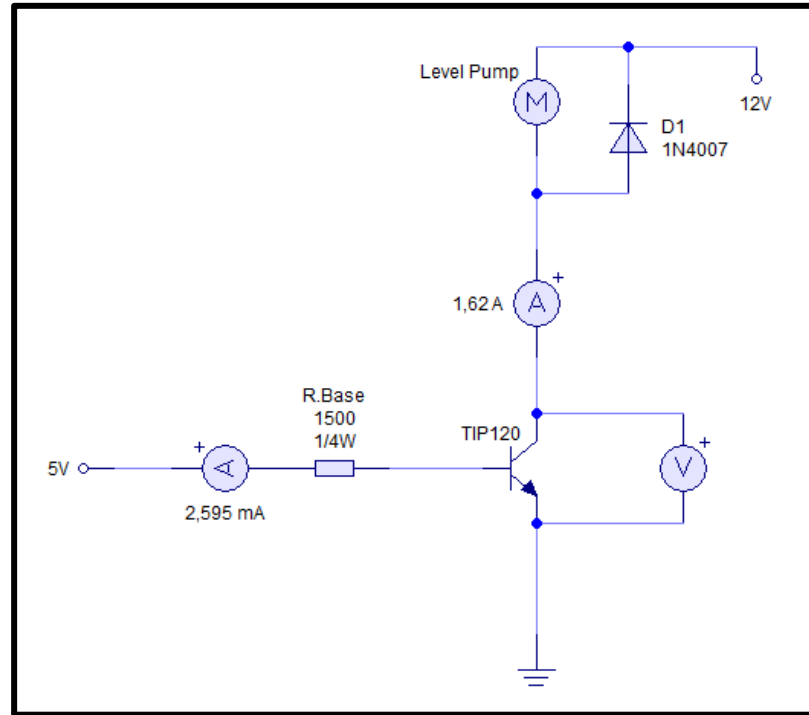 Level Pump
M
12V
D1
1N4007
+
1,62 A
A
R.Base
1500
1/4W
TIP120
+
V
+
5V
A
2,595 mA